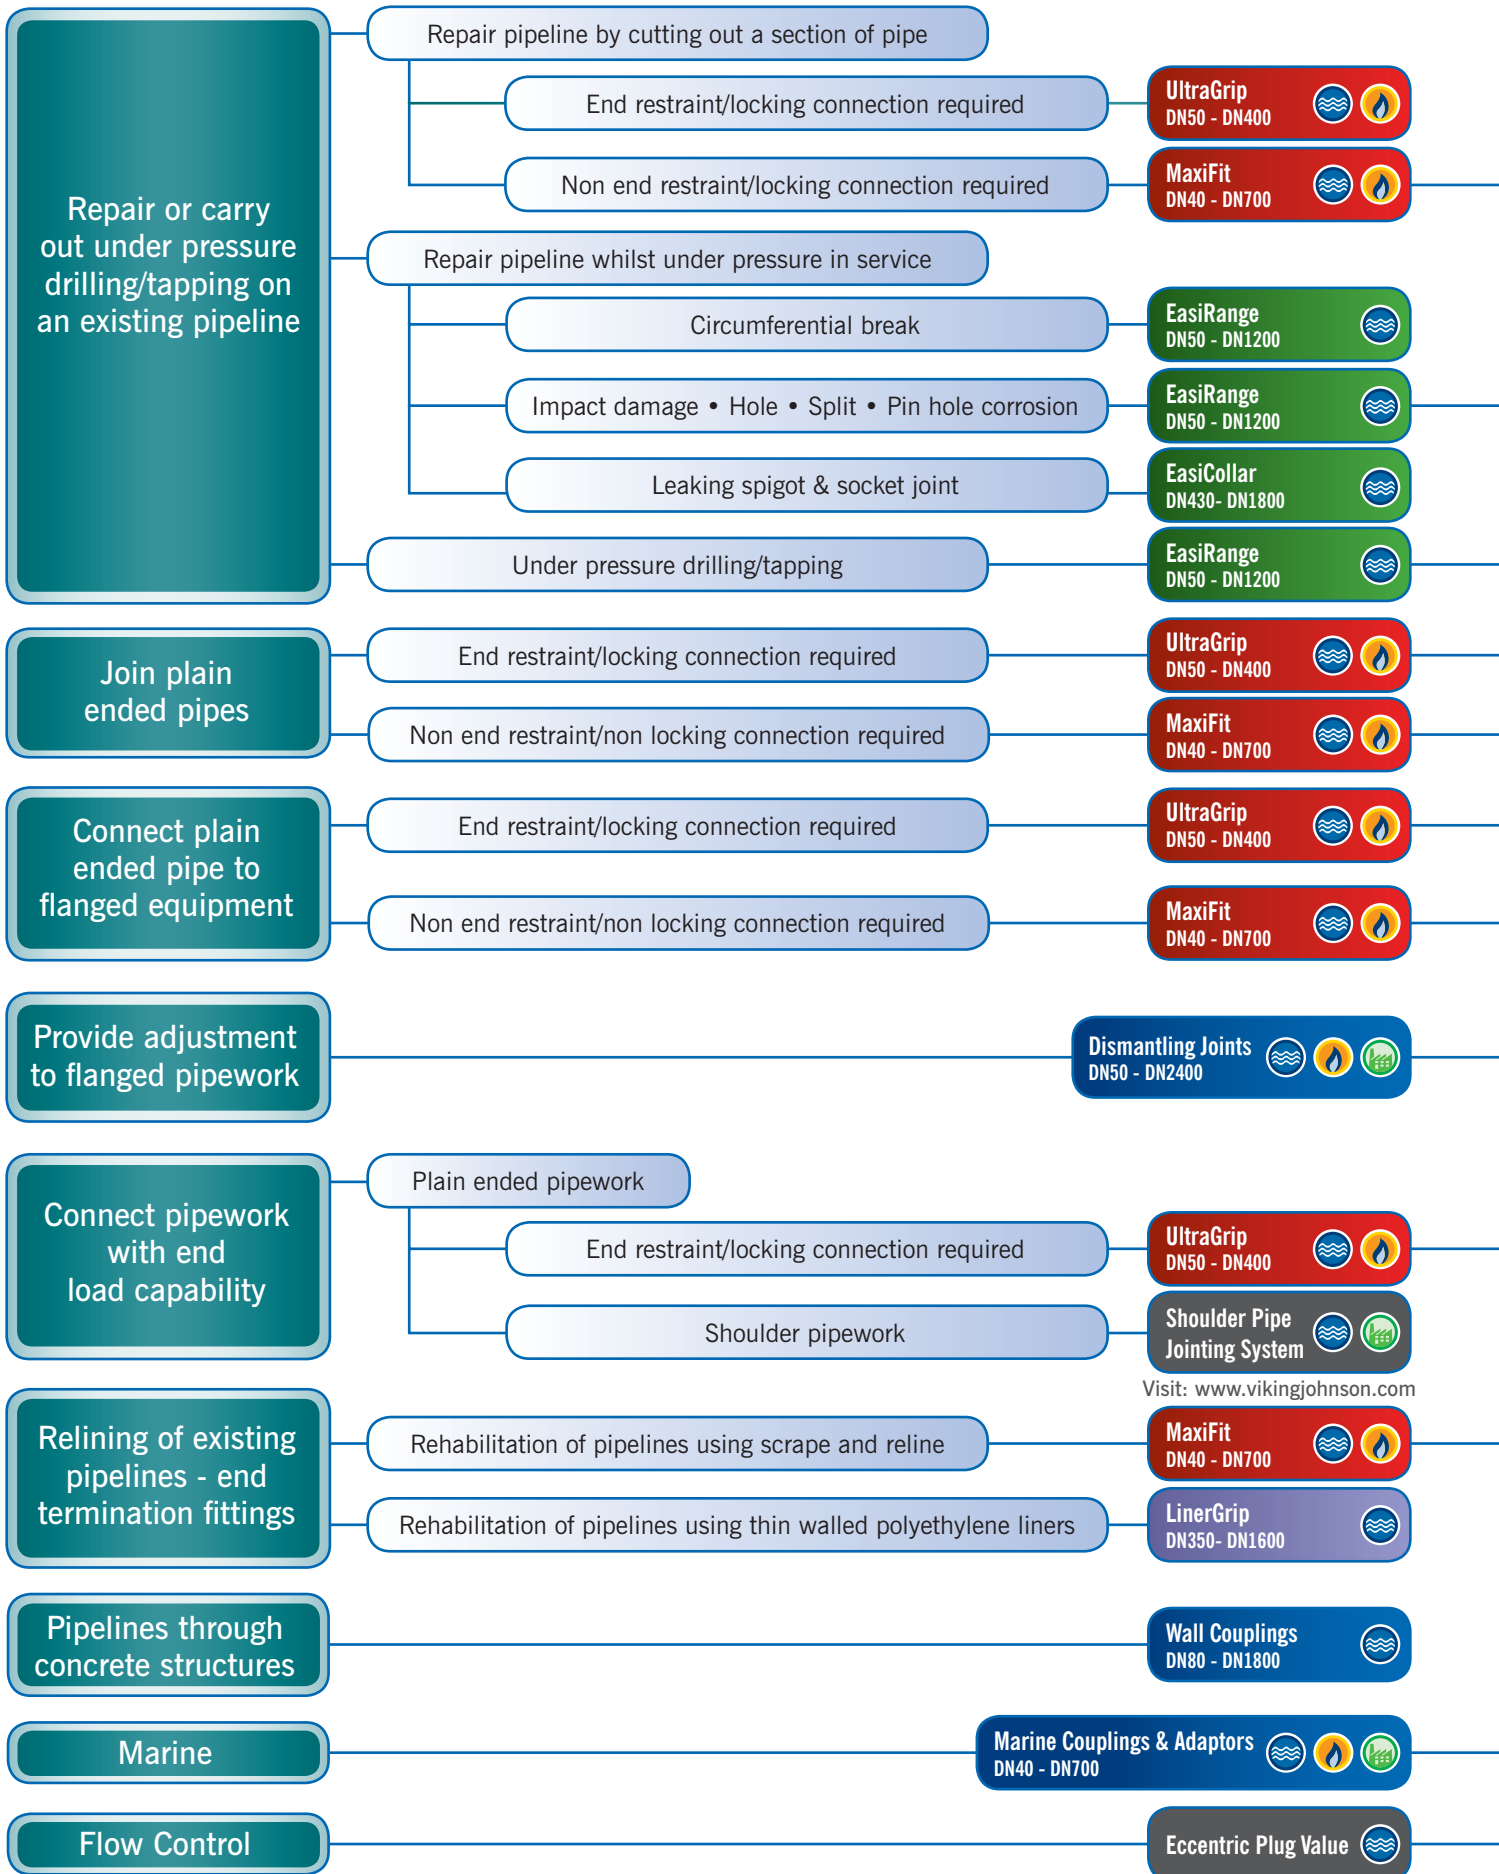 Repair or carry
out under pressure
drilling/tapping on
an existing pipeline
Repair pipeline by cutting out a section of pipe
End restraint/locking connection required
UltraGrip
DN50 - DN400
Non end restraint/locking connection required
MaxiFit
DN40 - DN700
Repair pipeline whilst under pressure in service
Circumferential break
EasiRange
DN50 - DN1200
Impact damage • Hole • Split • Pin hole corrosion
EasiRange
DN50 - DN1200
Leaking spigot & socket joint
EasiCollar
DN430- DN1800
Under pressure drilling/tapping
EasiRange
DN50 - DN1200
Join plain
ended pipes
End restraint/locking connection required
UltraGrip
DN50 - DN400
Non end restraint/non locking connection required
MaxiFit
DN40 - DN700
Connect plain
ended pipe to
flanged equipment
End restraint/locking connection required
UltraGrip
DN50 - DN400
Non end restraint/non locking connection required
MaxiFit
DN40 - DN700
Provide adjustment
to flanged pipework
Dismantling Joints
DN50 - DN2400
Connect pipework
with end
load capability
Plain ended pipework
End restraint/locking connection required
UltraGrip
DN50 - DN400
Shoulder pipework
Shoulder Pipe
Jointing System
Visit: www.vikingjohnson.com
Relining of existing
pipelines - end
termination fittings
Rehabilitation of pipelines using scrape and reline
MaxiFit
DN40 - DN700
Rehabilitation of pipelines using thin walled polyethylene liners
LinerGrip
DN350- DN1600
Pipelines through
concrete structures
Wall Couplings
DN80 - DN1800
Marine
Marine Couplings & Adaptors
DN40 - DN700
Flow Control
Eccentric Plug Value